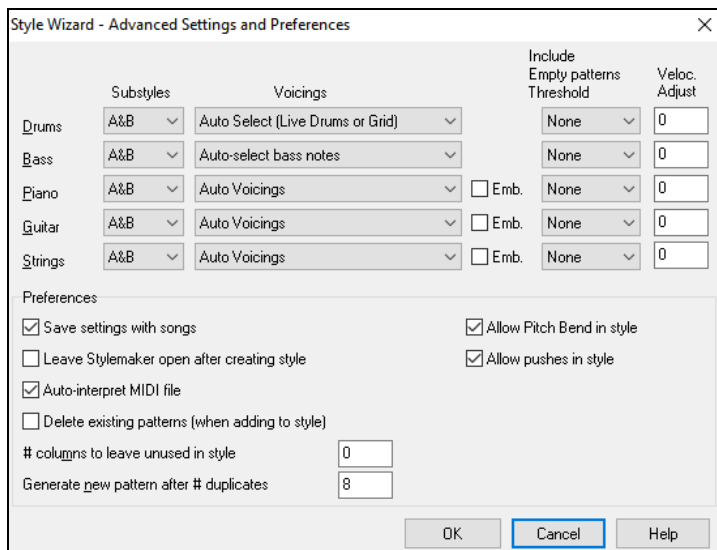 Style Wizard - Advanced Settings and Preferences
Include
Empty patterns Veloc.
Substyles Voicings Threshold Adjust
Drums A&B Auto Select (Live Drums or Grid) None 0
Bass A&B Auto-select bass notes None 0
Piano A&B Auto Voicings Emb. None 0
Guitar A&B Auto Voicings Emb. None 0
Strings A&B Auto Voicings Emb. None 0
Preferences
Save settings with songs Allow Pitch Bend in style
Leave Stylemaker open after creating style Allow pushes in style
Auto-interpret MIDI file
Delete existing patterns (when adding to style)
# columns to leave unused in style 0
Generate new pattern after # duplicates 8
OK Cancel Help